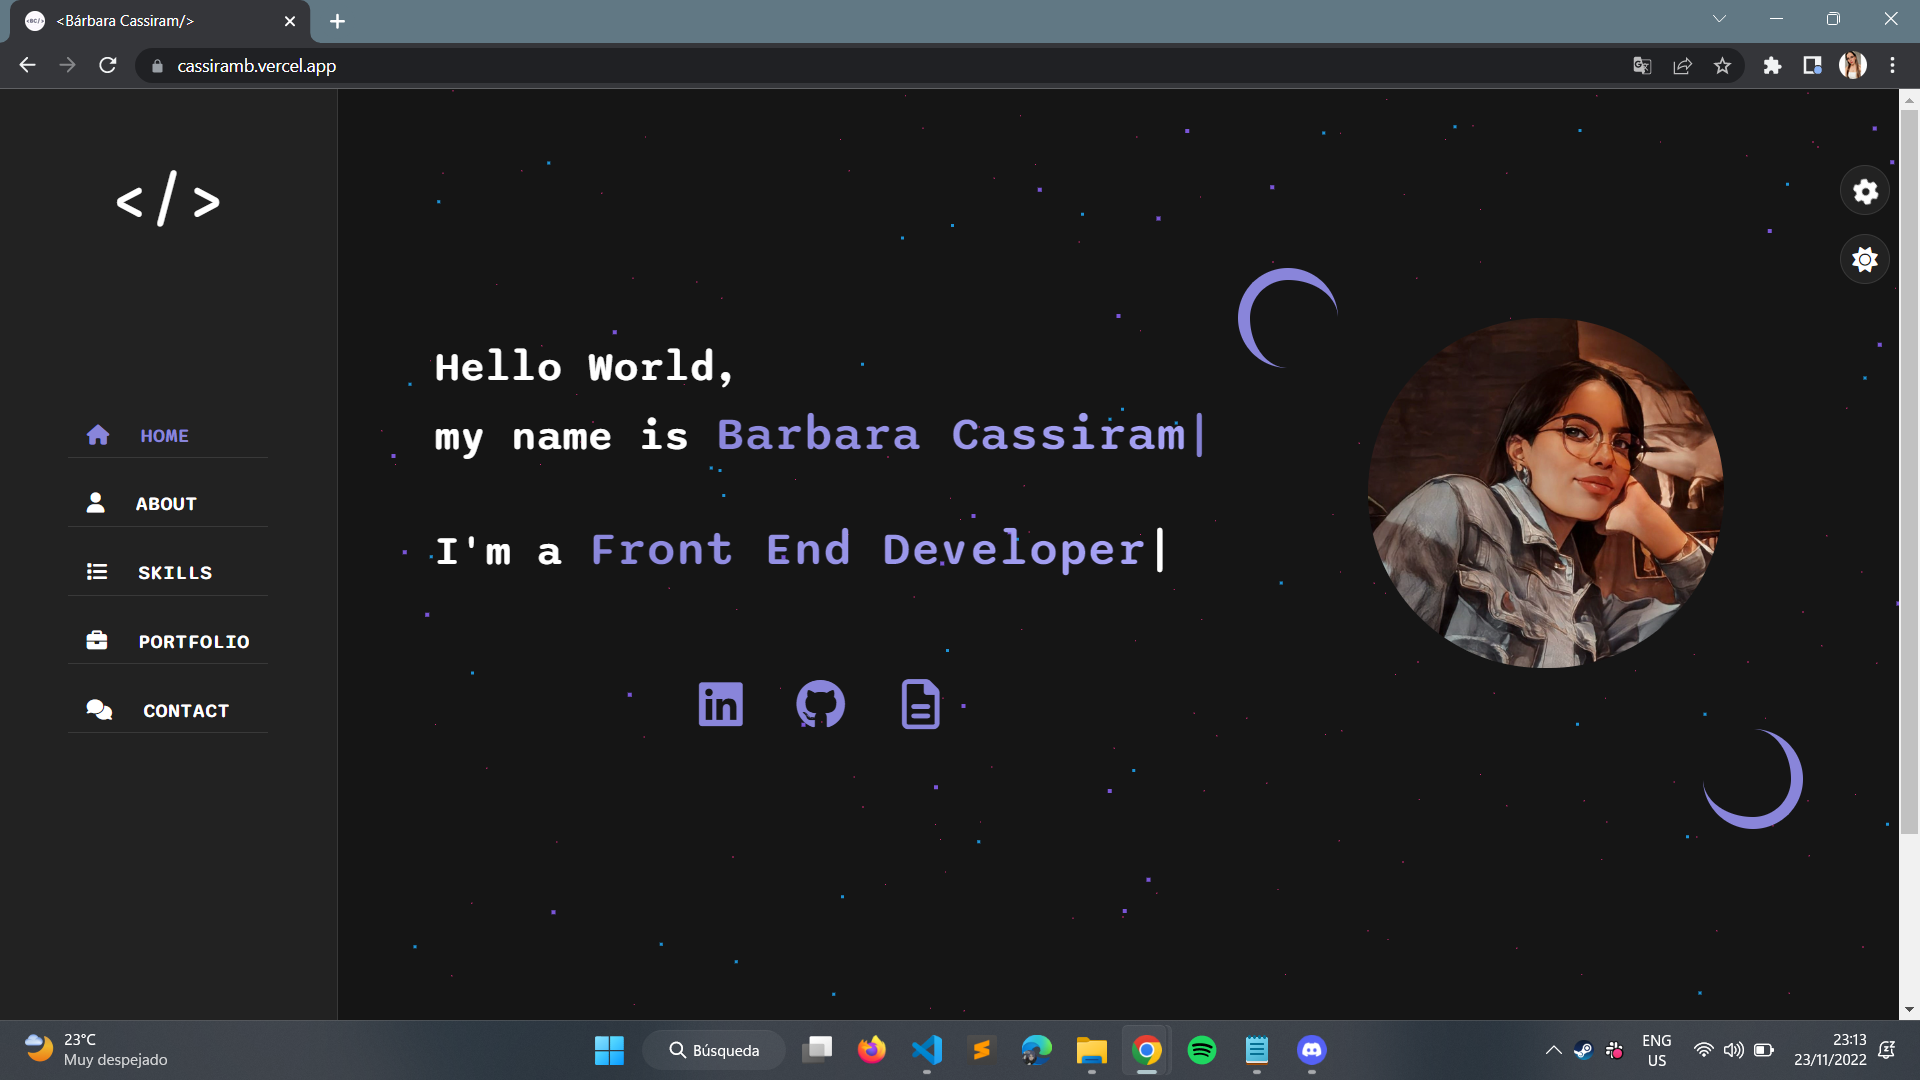 <Bárbara Cassiram/>
cassiramb.vercel.app
</>
HOME
ABOUT
SKILLS
PORTFOLIO
CONTACT
Hello World,
my name is Barbara Cassiram|
I'm a Front End Developer|
in
23°C
Muy despejado
Búsqueda
ENG
US
23:13
23/11/2022